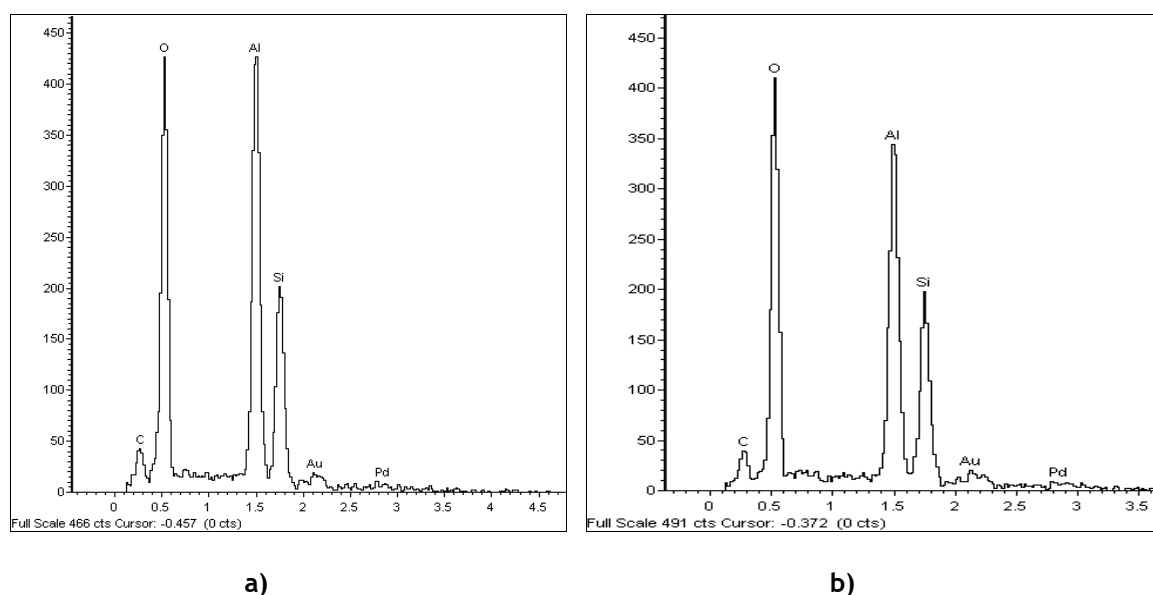 450
400
350
300
250
200
150
100
50
0
O
Al
Si
C
Au
Pd
0 0.5 1 1.5 2 2.5 3 3.5 4 4.5
Full Scale 466 cts Cursor: -0.457 (0 cts)
450
400
350
300
250
200
150
100
50
0
O
Al
Si
C
Au
Pd
0 0.5 1 1.5 2 2.5 3 3.5
Full Scale 491 cts Cursor: -0.372 (0 cts)
a) b)